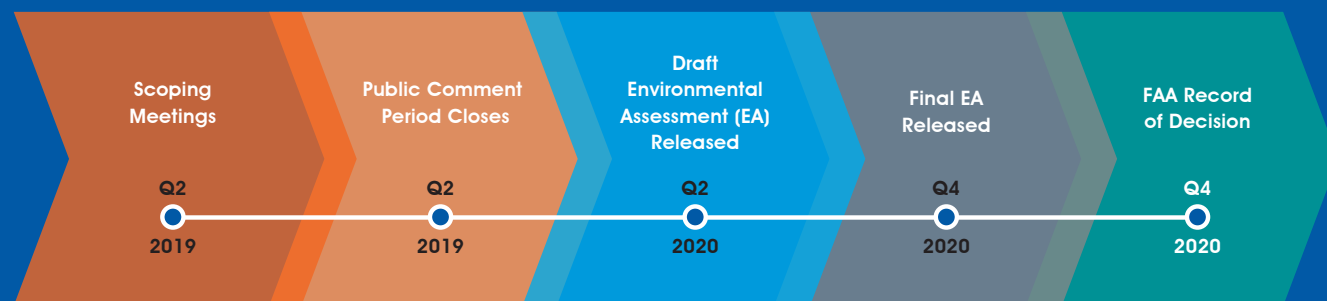 Scoping
Meetings
Q2
2019
Public Comment
Period Closes
Q2
2019
Draft
Environmental
Assessment (EA)
Released
Q2
2020
Final EA
Released
Q4
2020
FAA Record
of Decision
Q4
2020